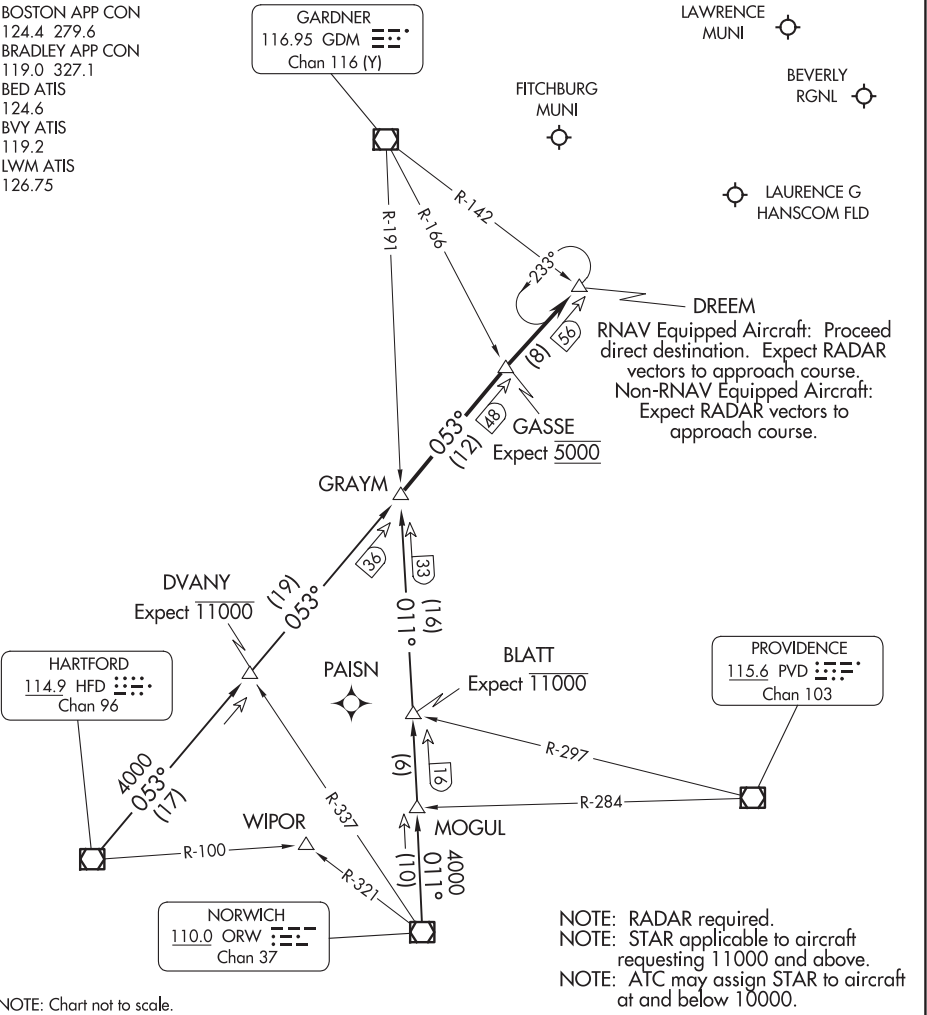 BOSTON APP CON
124.4 279.6
BRADLEY APP CON
119.0 327.1
BED ATIS
124.6
BVY ATIS
119.2
LWM ATIS
126.75
GARDNER
116.95 GDM
Chan 116 (Y)
LAWRENCE
MUNI
BEVERLY
RGNL
FITCHBURG
MUNI
LAURENCE G
HANSCOM FLD
R-191
R-166
R-142
233°
DREEM
RNAV Equipped Aircraft: Proceed
direct destination. Expect RADAR
vectors to approach course.
Non-RNAV Equipped Aircraft:
Expect RADAR vectors to
approach course.
56
(8)
48
GASSE
Expect 5000
053°
(12)
GRAYM
36
33
(19)
053°
(16)
011°
DVANY
Expect 11000
HARTFORD
114.9 HFD
Chan 96
PAISN
BLATT
Expect 11000
PROVIDENCE
115.6 PVD
Chan 103
4000
053°
(17)
R-297
(6)
16
R-284
MOGUL
R-337
WIPOR
R-100
R-321
(10)
4000
011°
NORWICH
110.0 ORW
Chan 37
NOTE: RADAR required.
NOTE: STAR applicable to aircraft
requesting 11000 and above.
NOTE: ATC may assign STAR to aircraft
at and below 10000.
NOTE: Chart not to scale.